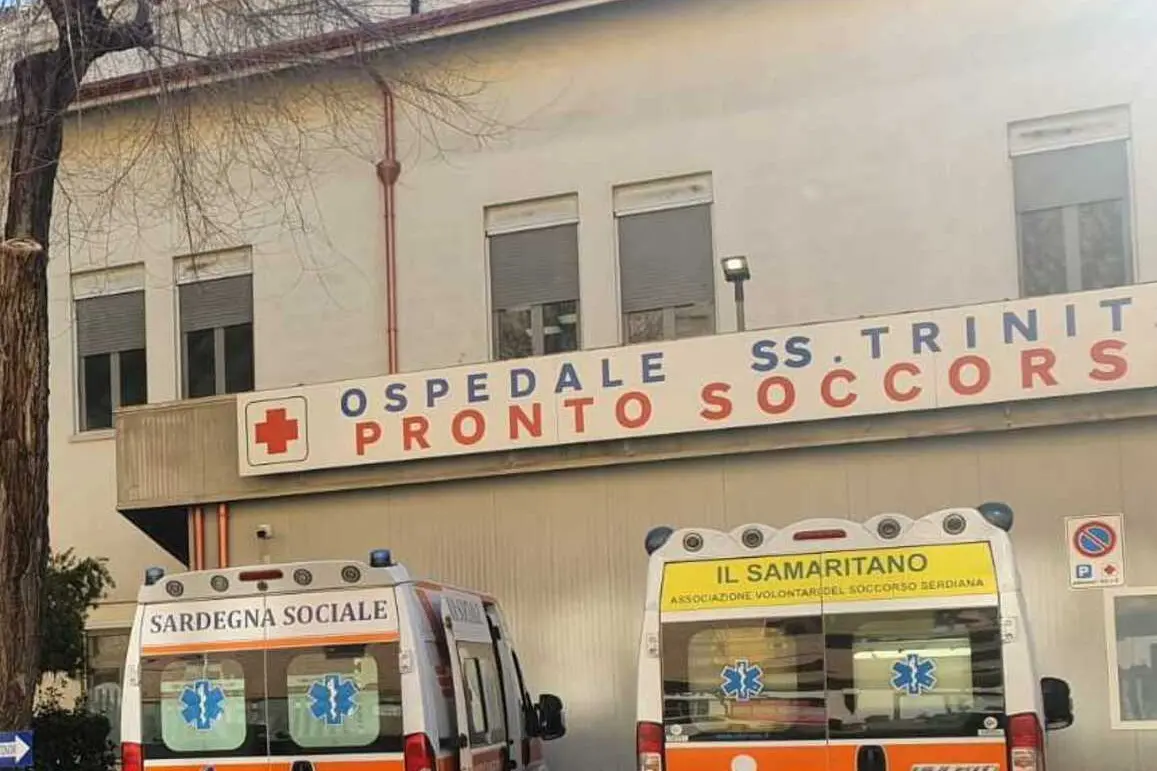 OSPEDALE SS. TRINIT
PRONTO SOCCORS
SARDEGNA SOCIALE
IL SAMARITANO
ASSOCIAZIONE VOLONTARI DEL SOCCORSO SERDIANA
P